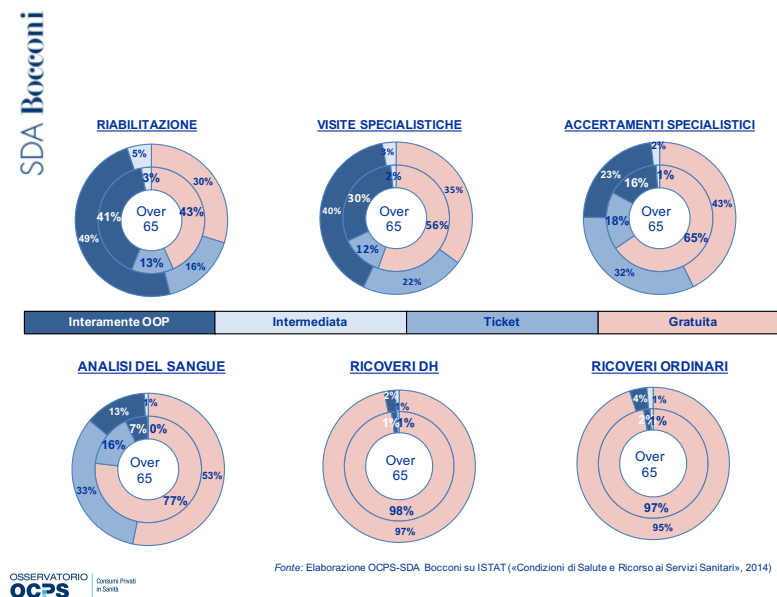 SDA Bocconi
RIABILITAZIONE
VISITE SPECIALISTICHE
ACCERTAMENTI SPECIALISTICI
5%
3%
30%
43%
41%
Over
65
49%
13%
16%
3%
2%
35%
30%
40%
56%
12%
22%
2%
1%
23%
16%
43%
Over
65
18%
65%
32%
Interamente OOP
Intermediata
Ticket
Gratuita
ANALISI DEL SANGUE
RICOVERI DH
RICOVERI ORDINARI
1%
13%
7%
0%
16%
Over
65
53%
33%
77%
2%
1%
1%
1%
Over
65
98%
97%
4%
1%
2%
1%
Over
65
97%
95%
Fonte: Elaborazione OCPS-SDA Bocconi su ISTAT («Condizioni di Salute e Ricorso ai Servizi Sanitari», 2014)
OSSERVATORIO
OCPS
Consumi Privati
in Sanità